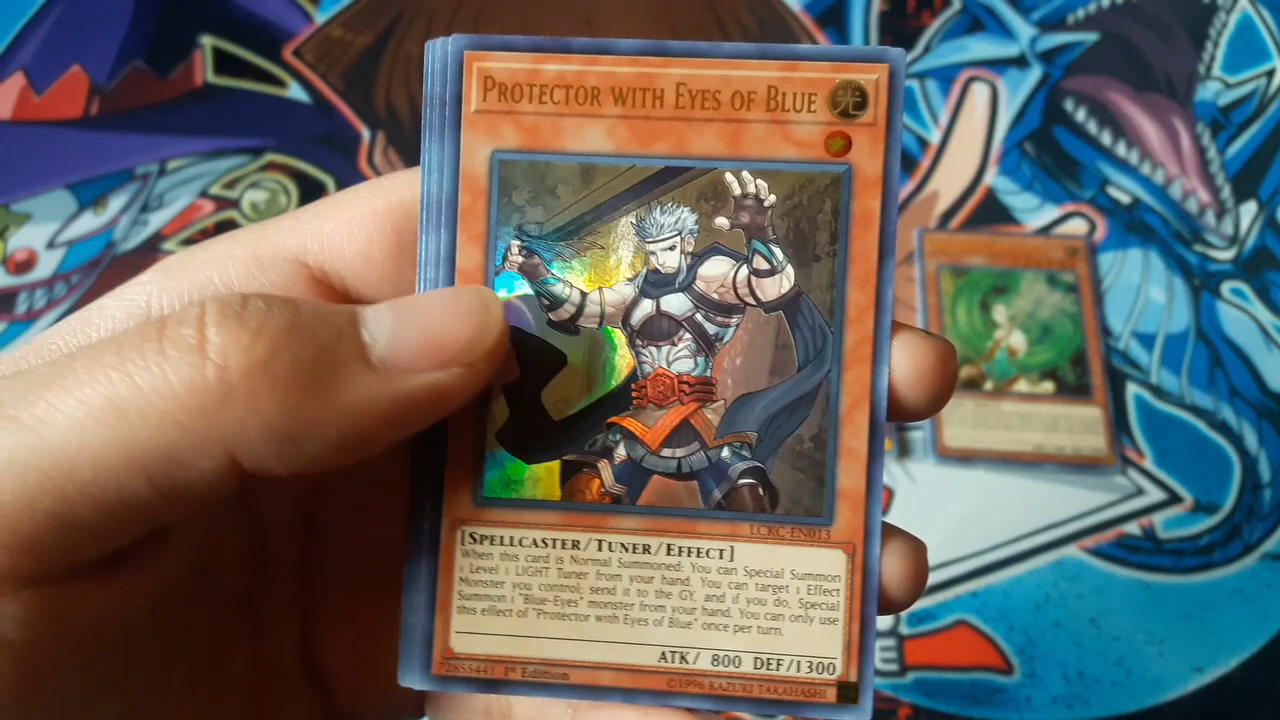 PROTECTOR WITH EYES OF BLUE 光
LCKC-EN013
[SPELLCASTER/TUNER/EFFECT]
When this card is Normal Summoned: You can Special Summon
1 Level 1 LIGHT Tuner from your hand. You can target 1 Effect
Monster you control; send it to the GY, and if you do, Special
Summon 1 "Blue-Eyes" monster from your hand. You can only use
this effect of "Protector with Eyes of Blue" once per turn.
ATK/ 800 DEF/1300
72855441 1st Edition
©1996 KAZUKI TAKAHASHI